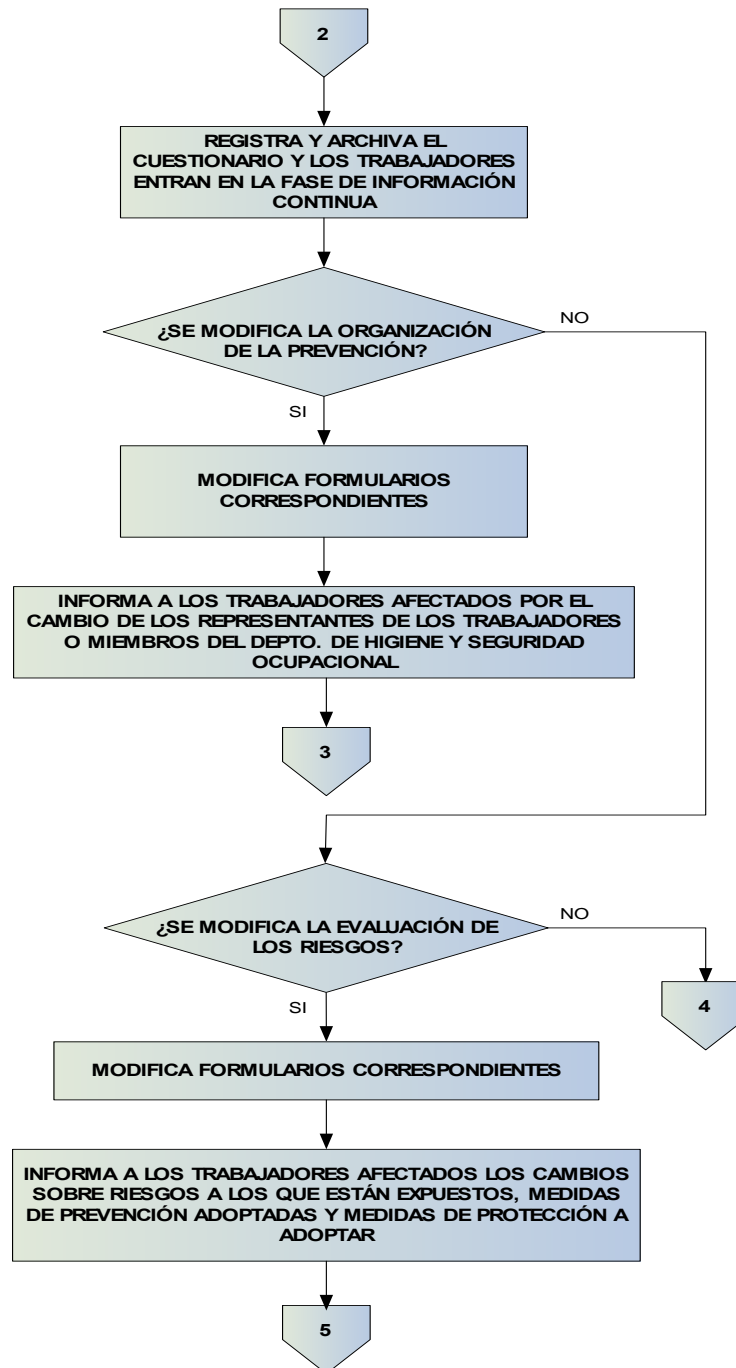 2
REGISTRA Y ARCHIVA EL
CUESTIONARIO Y LOS TRABAJADORES
ENTRAN EN LA FASE DE INFORMACIÓN
CONTINUA
¿SE MODIFICA LA ORGANIZACIÓN
DE LA PREVENCIÓN?
NO
SI
MODIFICA FORMULARIOS
CORRESPONDIENTES
INFORMA A LOS TRABAJADORES AFECTADOS POR EL
CAMBIO DE LOS REPRESENTANTES DE LOS TRABAJADORES
O MIEMBROS DEL DEPTO. DE HIGIENE Y SEGURIDAD
OCUPACIONAL
3
¿SE MODIFICA LA EVALUACIÓN DE
LOS RIESGOS?
NO
4
SI
MODIFICA FORMULARIOS CORRESPONDIENTES
INFORMA A LOS TRABAJADORES AFECTADOS LOS CAMBIOS
SOBRE RIESGOS A LOS QUE ESTÁN EXPUESTOS, MEDIDAS
DE PREVENCIÓN ADOPTADAS Y MEDIDAS DE PROTECCIÓN A
ADOPTAR
5